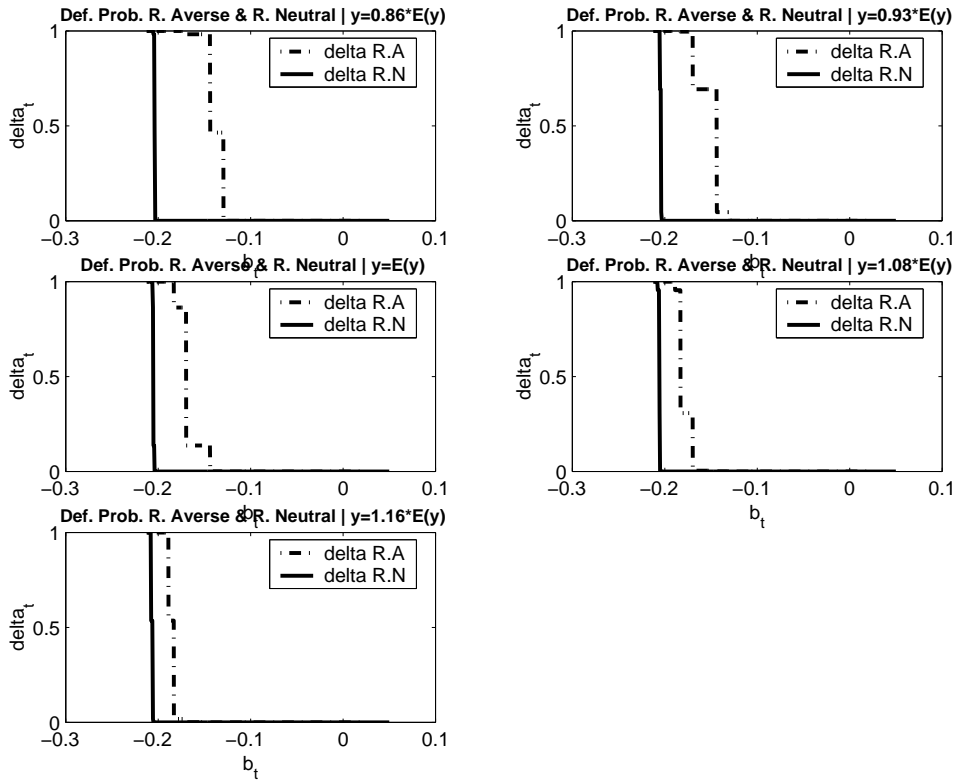 Def. Prob. R. Averse & R. Neutral | y=0.86*E(y)
1
0.5
0
delta_t
delta R.A
delta R.N
−0.3 −0.2 −0.1 0 0.1
b_t
Def. Prob. R. Averse & R. Neutral | y=0.93*E(y)
1
0.5
0
delta_t
delta R.A
delta R.N
−0.3 −0.2 −0.1 0 0.1
b_t
Def. Prob. R. Averse & R. Neutral | y=E(y)
1
0.5
0
delta_t
delta R.A
delta R.N
−0.3 −0.2 −0.1 0 0.1
b_t
Def. Prob. R. Averse & R. Neutral | y=1.08*E(y)
1
0.5
0
delta_t
delta R.A
delta R.N
−0.3 −0.2 −0.1 0 0.1
b_t
Def. Prob. R. Averse & R. Neutral | y=1.16*E(y)
1
0.5
0
delta_t
delta R.A
delta R.N
−0.3 −0.2 −0.1 0 0.1
b_t